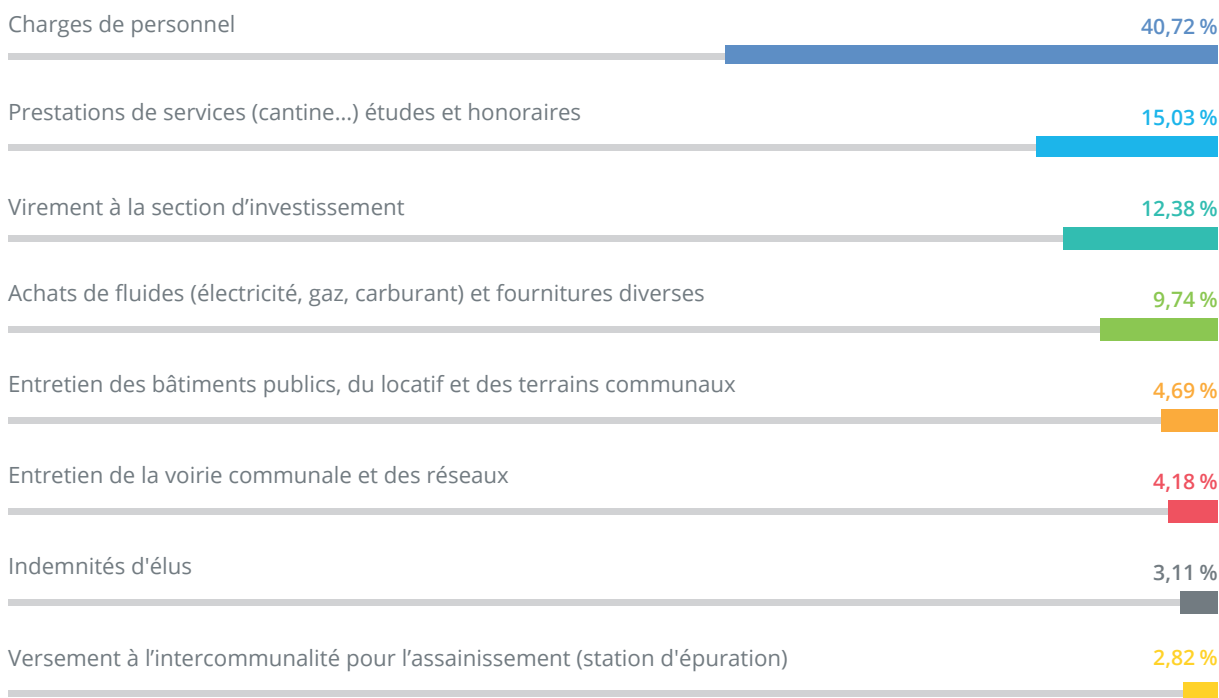 Charges de personnel 40,72 %
Prestations de services (cantine...) études et honoraires 15,03 %
Virement à la section d’investissement 12,38 %
Achats de fluides (électricité, gaz, carburant) et fournitures diverses 9,74 %
Entretien des bâtiments publics, du locatif et des terrains communaux 4,69 %
Entretien de la voirie communale et des réseaux 4,18 %
Indemnités d'élus 3,11 %
Versement à l’intercommunalité pour l’assainissement (station d'épuration) 2,82 %